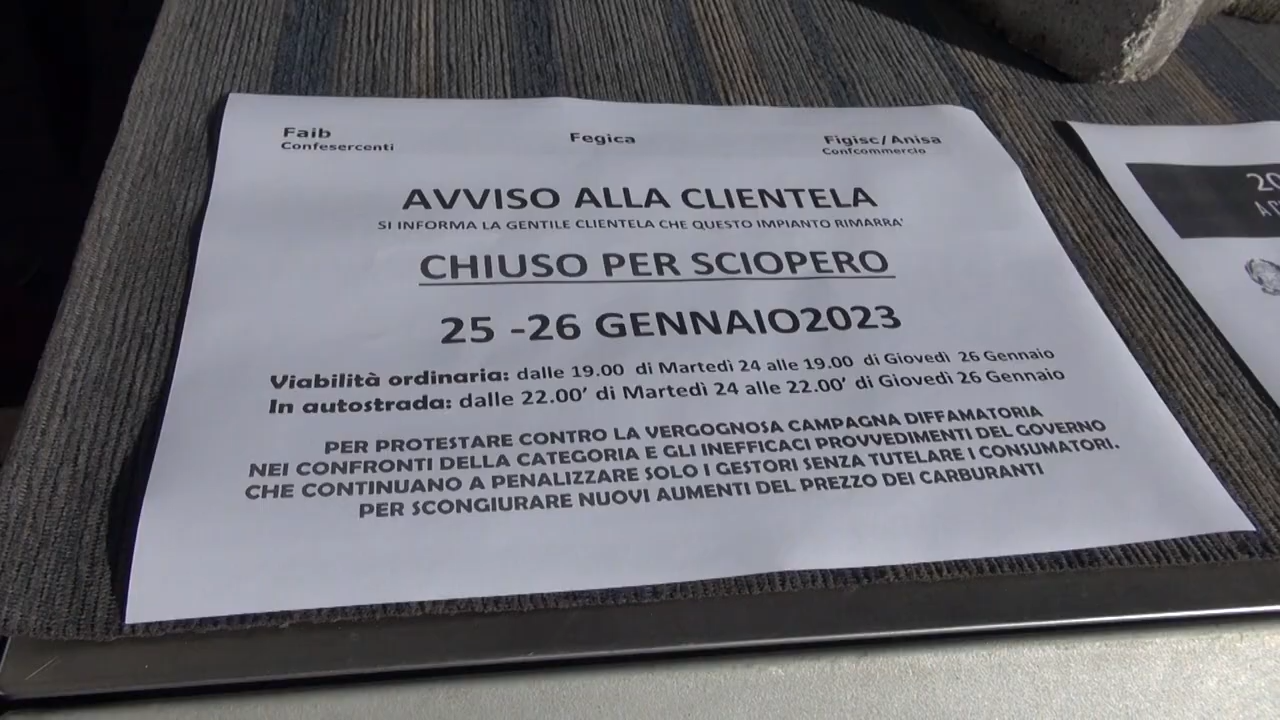 Faib
Confesercenti
Fegica
Figisc/Anisa
Confcommercio
AVVISO ALLA CLIENTELA
SI INFORMA LA GENTILE CLIENTELA CHE QUESTO IMPIANTO RIMARRA'
CHIUSO PER SCIOPERO
25 -26 GENNAIO2023
Viabilità ordinaria: dalle 19.00 di Martedì 24 alle 19.00 di Giovedì 26 Gennaio
In autostrada: dalle 22.00' di Martedì 24 alle 22.00' di Giovedì 26 Gennaio
PER PROTESTARE CONTRO LA VERGOGNOSA CAMPAGNA DIFFAMATORIA
NEI CONFRONTI DELLA CATEGORIA E GLI INEFFICACI PROVVEDIMENTI DEL GOVERNO
CHE CONTINUANO A PENALIZZARE SOLO I GESTORI SENZA TUTELARE I CONSUMATORI.
PER SCONGIURARE NUOVI AUMENTI DEL PREZZO DEI CARBURANTI
20